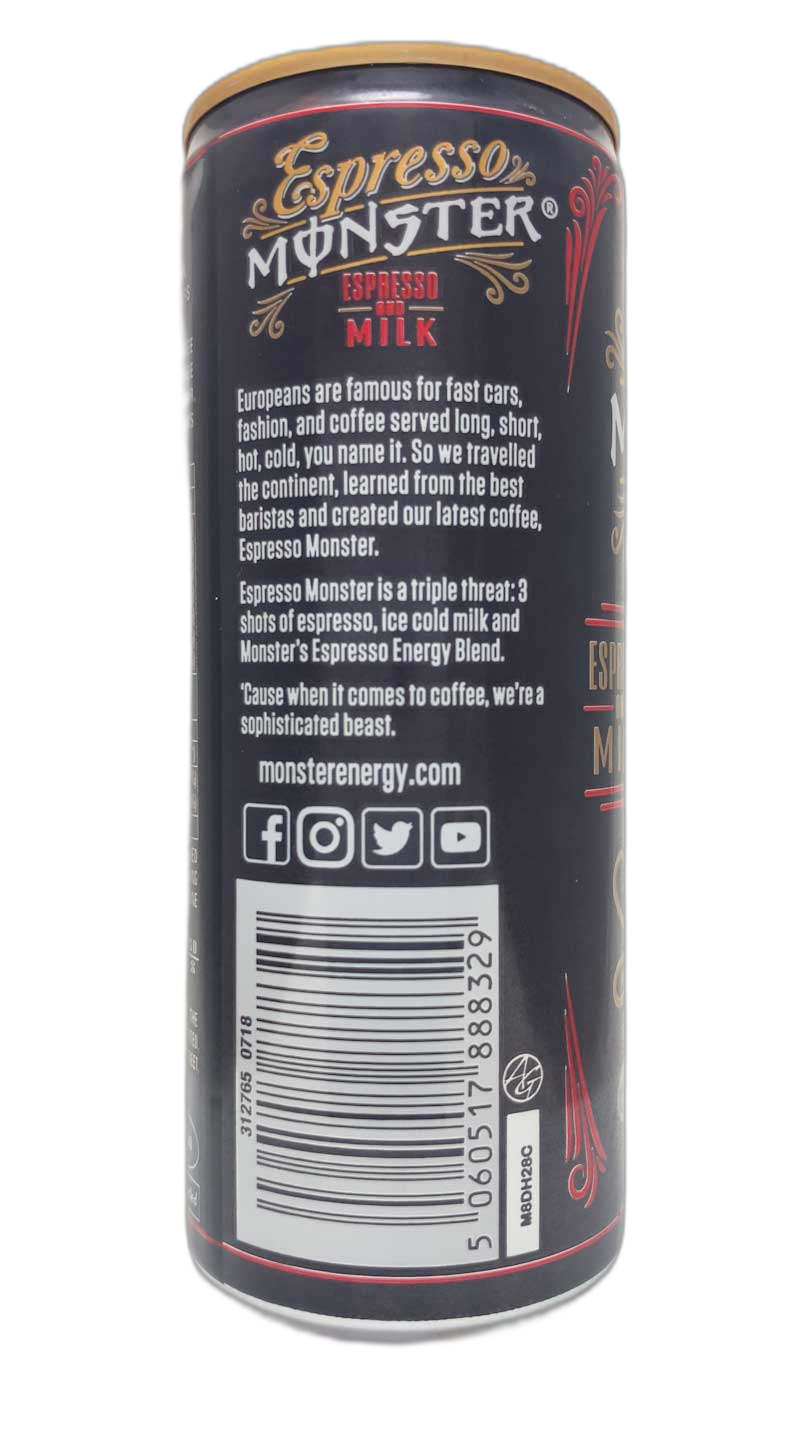 Espresso
MONSTER®
ESPRESSO
AND
MILK
Europeans are famous for fast cars,
fashion, and coffee served long, short,
hot, cold, you name it. So we travelled
the continent, learned from the best
baristas and created our latest coffee,
Espresso Monster.
Espresso Monster is a triple threat: 3
shots of espresso, ice cold milk and
Monster's Espresso Energy Blend.
'Cause when it comes to coffee, we're a
sophisticated beast.
monsterenergy.com
312765 0718
5 060517 888329
M8DH28C